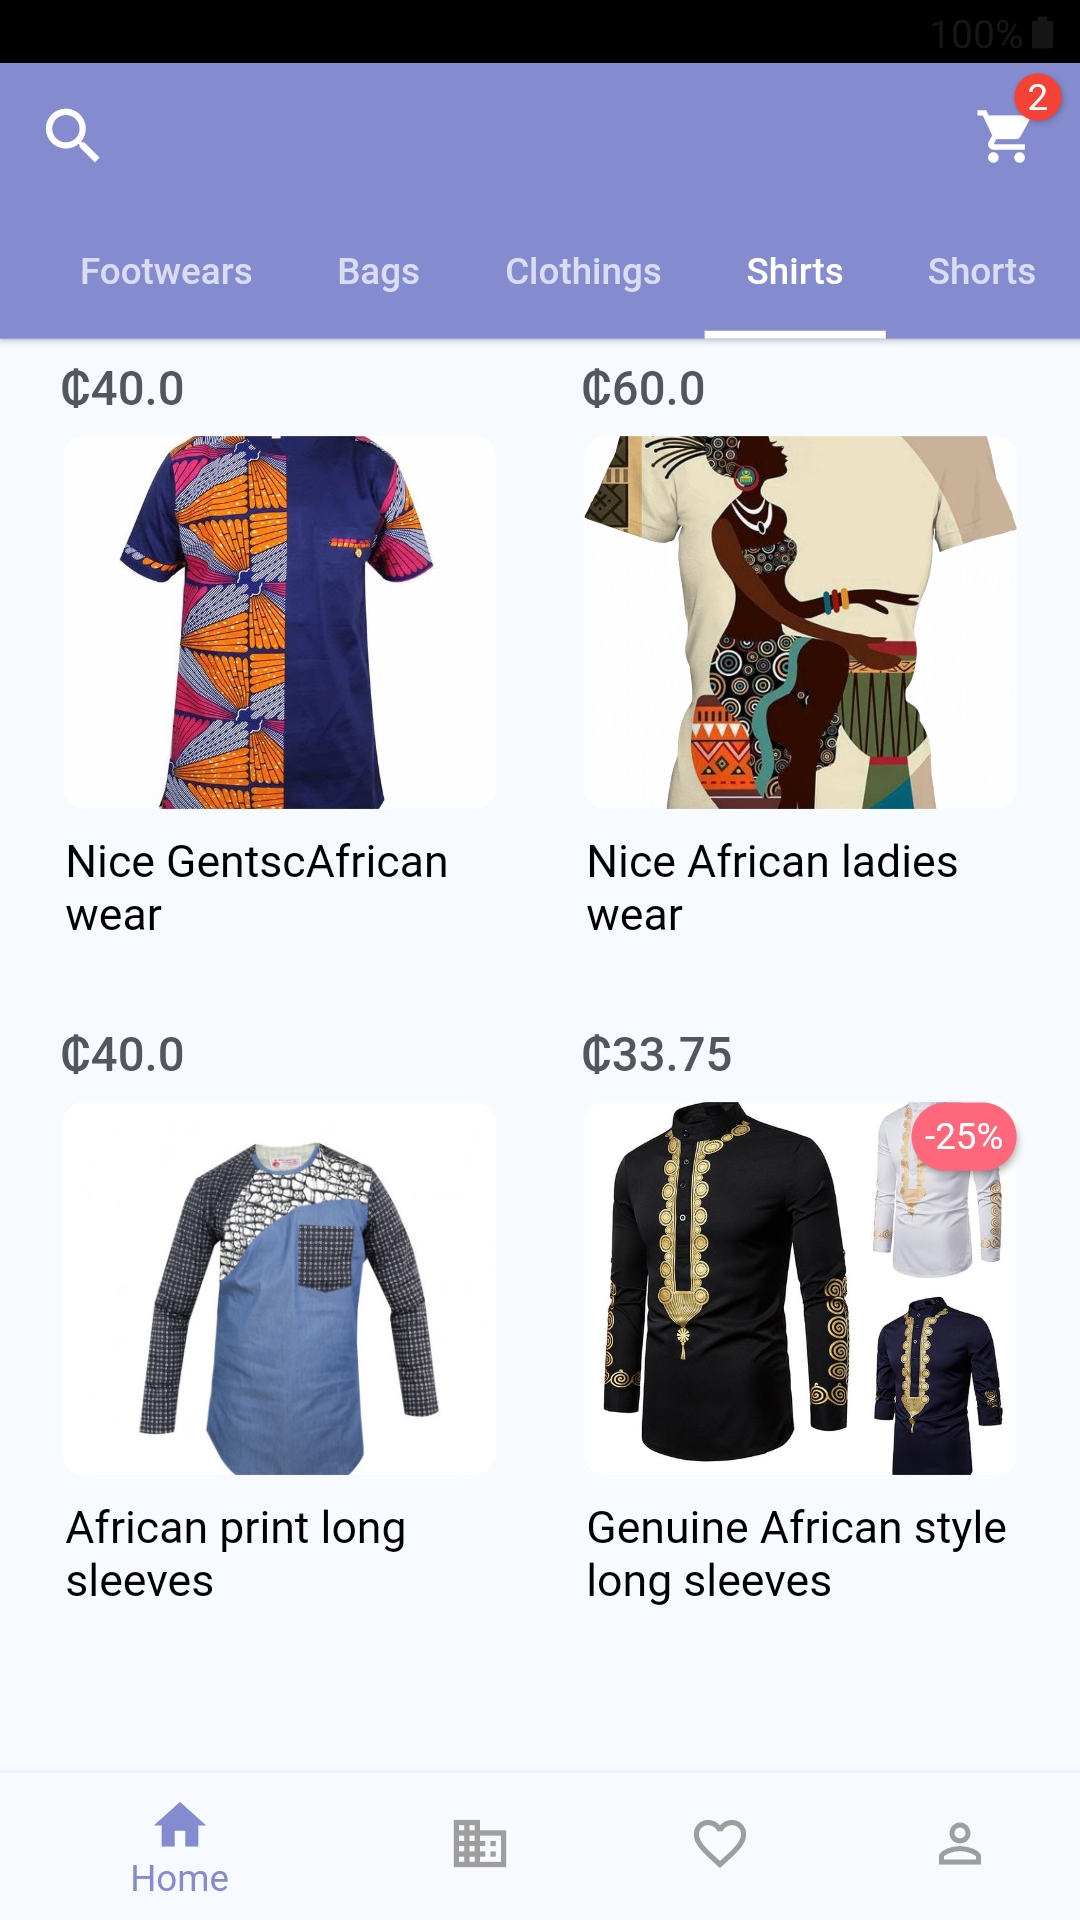 100%
2
Footwears Bags Clothings Shirts Shorts
₵40.0
₵60.0
Nice GentscAfrican
wear
Nice African ladies
wear
₵40.0
₵33.75
-25%
African print long
sleeves
Genuine African style
long sleeves
Home